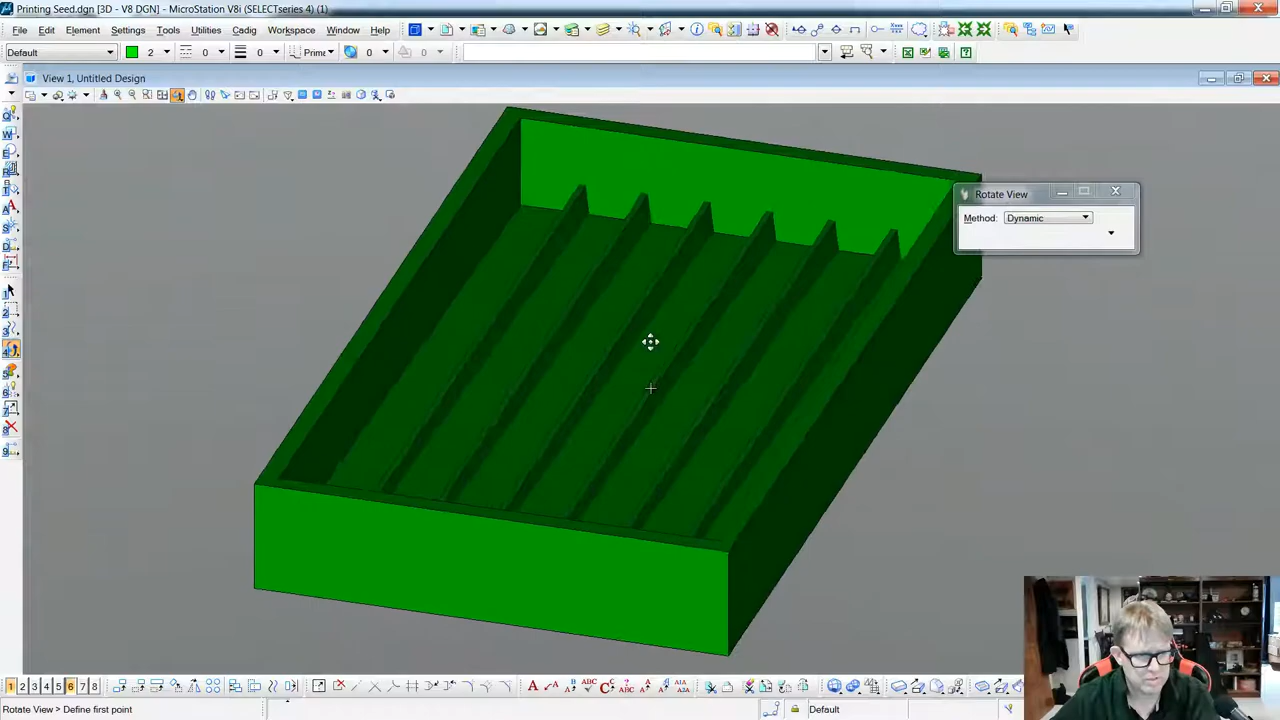 Printing Seed.dgn [3D - V8 DGN] - MicroStation V8i (SELECTseries 4) (1)
File Edit Element Settings Tools Utilities Cadig Workspace Window Help
Default 2 0 0 Prima 0 0
View 1, Untitled Design
Rotate View
Method: Dynamic
1 2 3 4 5 6 7 8
Rotate View > Define first point
Default